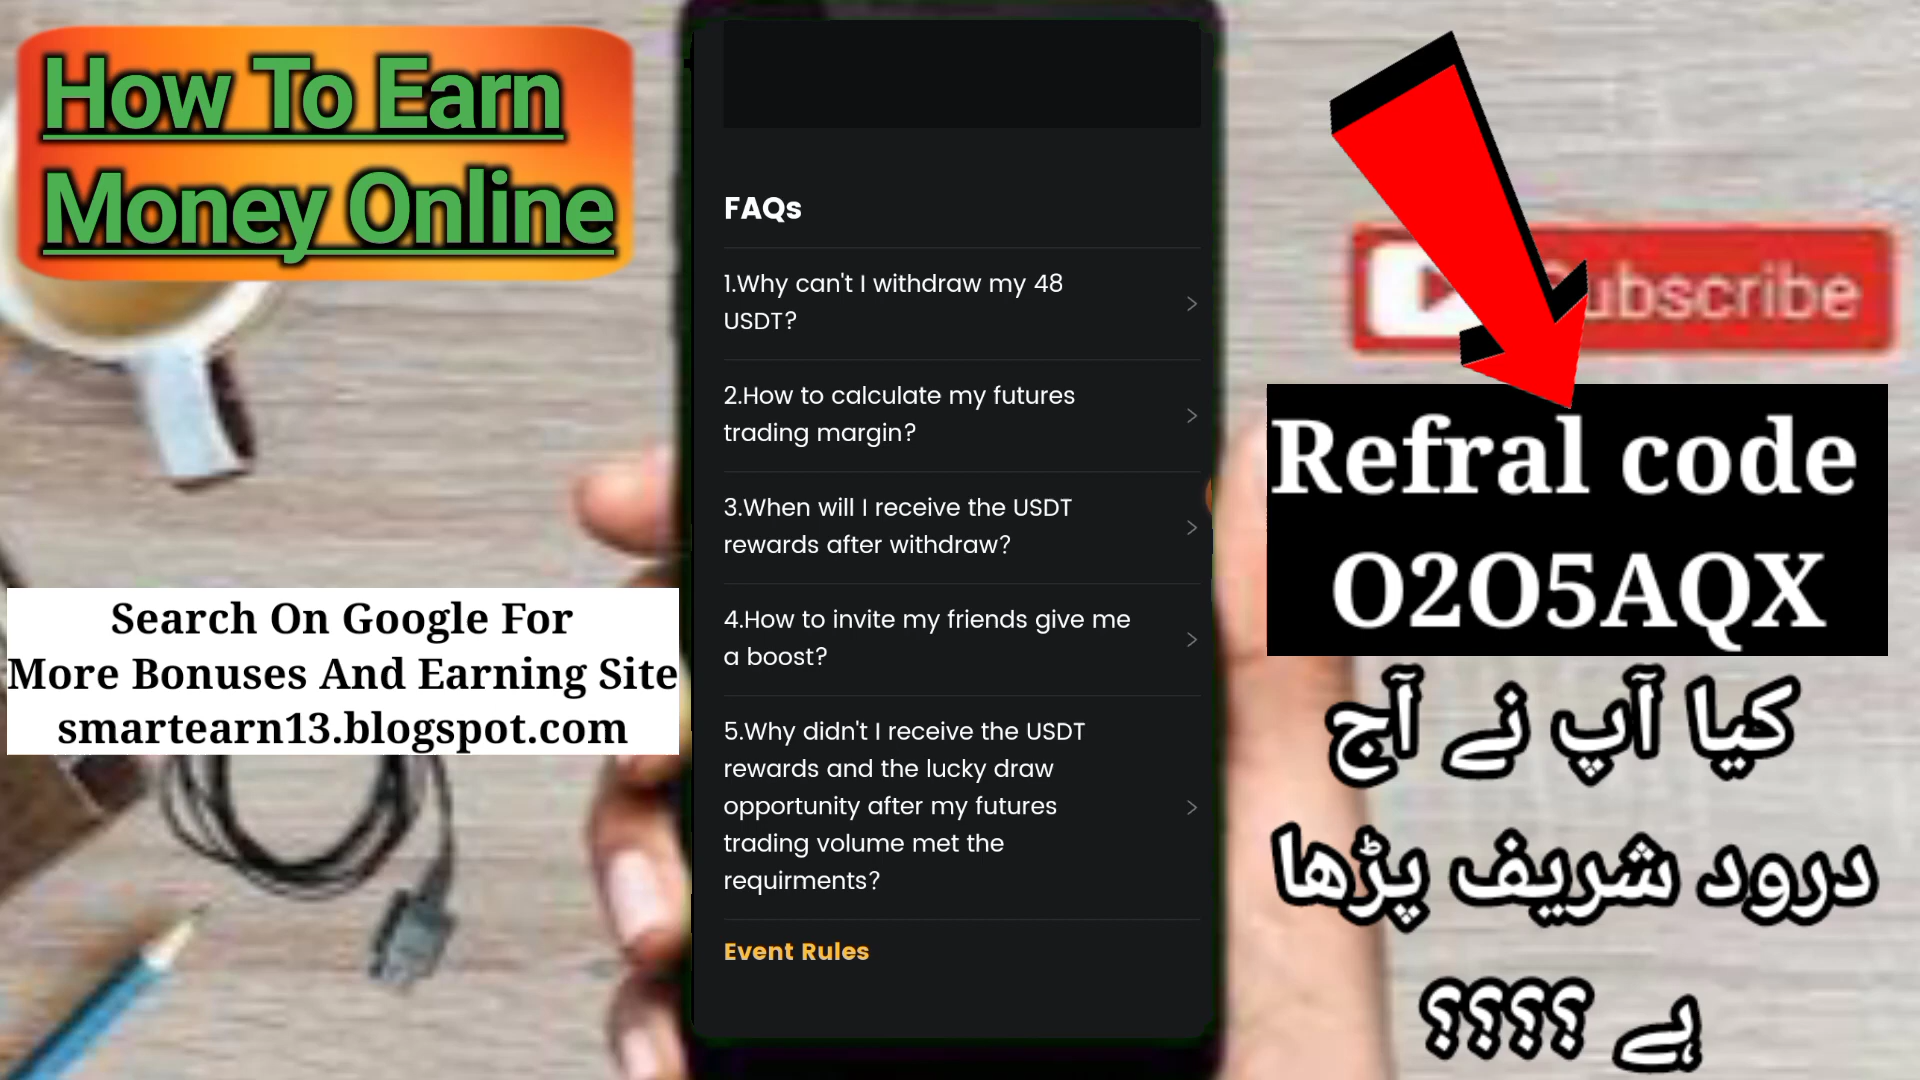 How To Earn
Money Online
Search On Google For
More Bonuses And Earning Site
smartearn13.blogspot.com
FAQs
1.Why can't I withdraw my 48
USDT?
2.How to calculate my futures
trading margin?
3.When will I receive the USDT
rewards after withdraw?
4.How to invite my friends give me
a boost?
5.Why didn't I receive the USDT
rewards and the lucky draw
opportunity after my futures
trading volume met the
requirments?
Event Rules
ubscribe
Refral code
O2O5AQX
کیا آپ نے آج
درود شریف پڑھا
ہے ؟؟؟؟